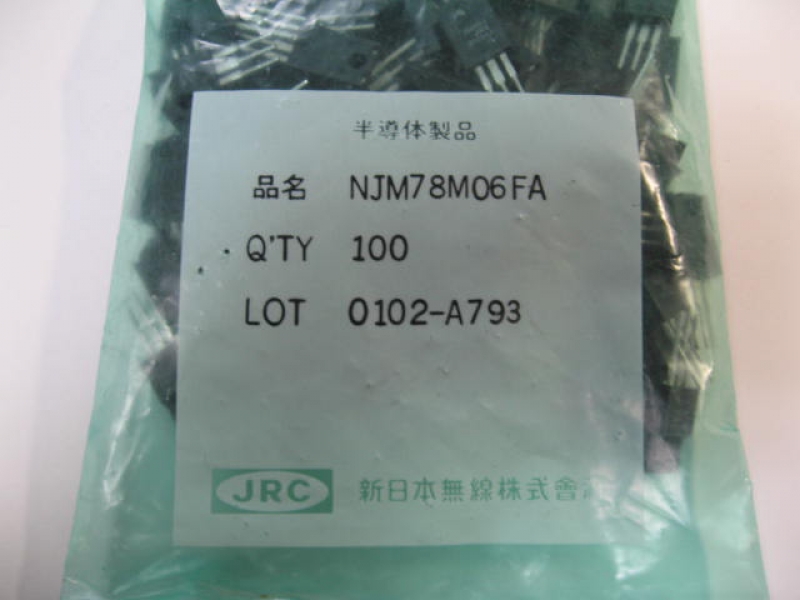 半導体製品
品名 NJM78M06FA
Q'TY 100
LOT 0102-A793
JRC 新日本無線株式會